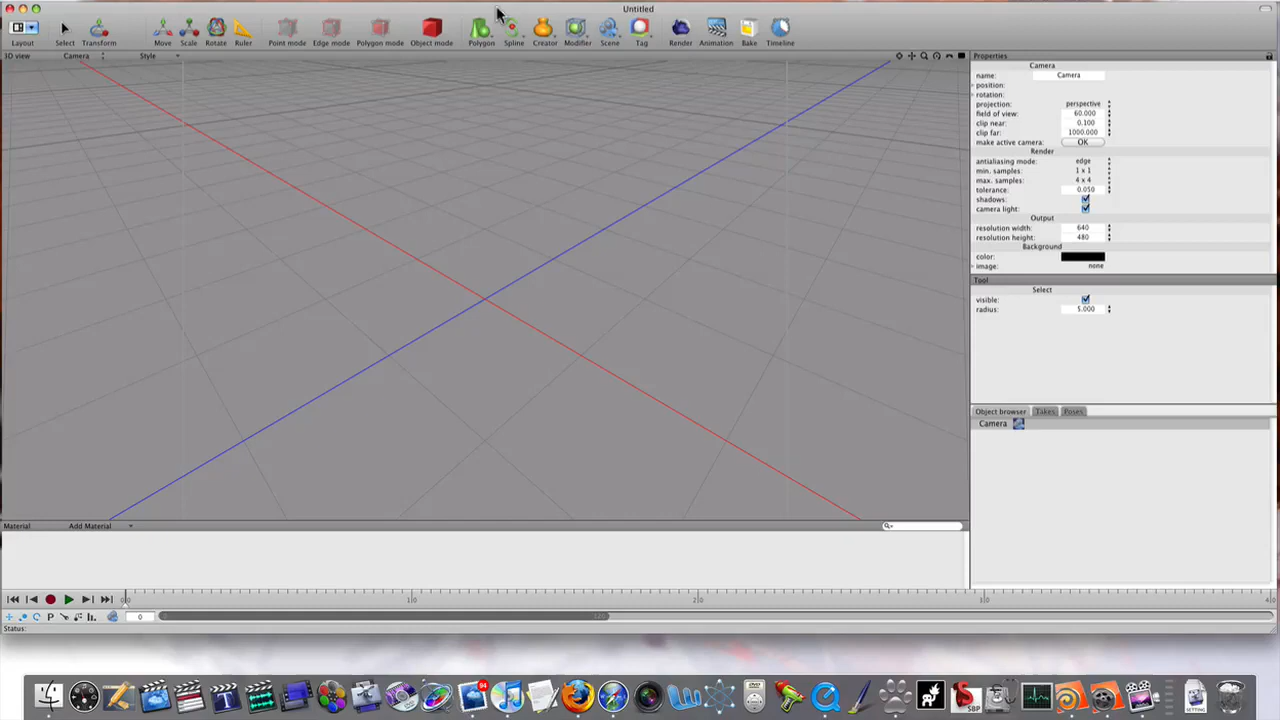 Untitled
Layout Select Transform Move Scale Rotate Ruler Point mode Edge mode Polygon mode Object mode Polygon Spline Creator Modifier Scene Tag Render Animation Bake Timeline
3D view Camera Style
Properties
Camera
name: Camera
position:
rotation:
projection: perspective
field of view: 60.000
clip near: 0.100
clip far: 1000.000
make active camera: OK
Render
antialiasing mode: edge
min. samples: 1 x 1
max. samples: 4 x 4
tolerance: 0.050
shadows:
camera light:
Output
resolution width: 640
resolution height: 480
Background
color:
image: none
Tool
Select
visible:
radius: 5.000
Object browser Takes Poses
Camera
Material Add Material
P 0
Status:
94
SBP
SETTING